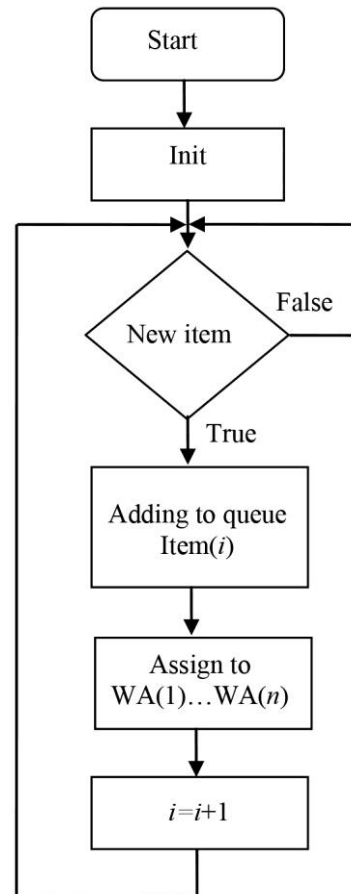 Start
Init
New item
False
True
Adding to queue
Item(i)
Assign to
WA(1)…WA(n)
i=i+1